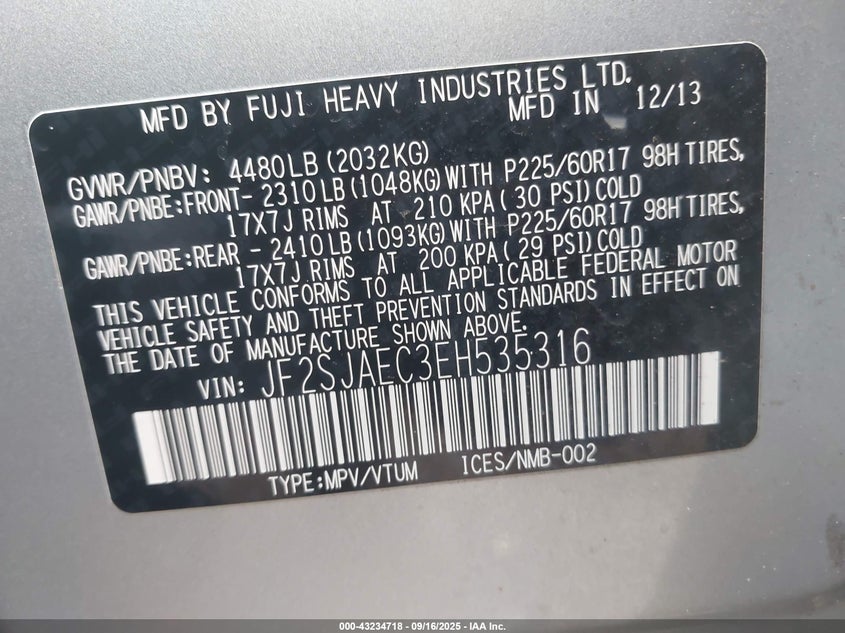 MFD BY FUJI HEAVY INDUSTRIES LTD.
MFD IN 12/13
GVWR/PNBV: 4480LB (2032KG)
GAWR/PNBE:FRONT- 2310LB (1048KG) WITH P225/60R17 98H TIRES,
17X7J RIMS AT 210 KPA ( 30 PSI) COLD
GAWR/PNBE:REAR - 2410LB (1093KG) WITH P225/60R17 98H TIRES,
17X7J RIMS AT 200 KPA ( 29 PSI) COLD
THIS VEHICLE CONFORMS TO ALL APPLICABLE FEDERAL MOTOR
VEHICLE SAFETY AND THEFT PREVENTION STANDARDS IN EFFECT ON
THE DATE OF MANUFACTURE SHOWN ABOVE.
VIN: JF2SJAEC3EH535316
TYPE:MPV/VTUM ICES/NMB-002
000-43234718 - 09/16/2025 - IAA Inc.